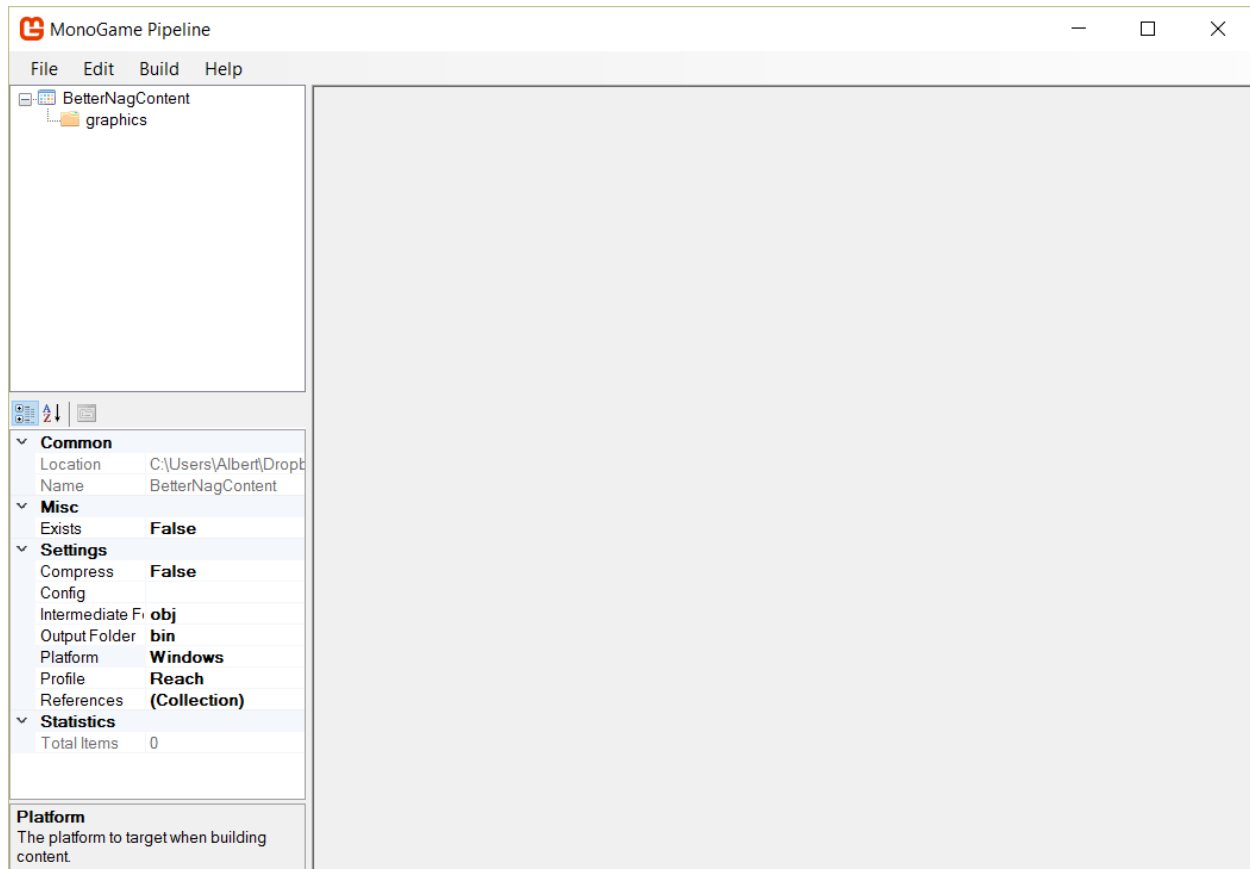 MonoGame Pipeline
File Edit Build Help
BetterNagContent
graphics
Common
Location C:\Users\Albert\Dropb
Name BetterNagContent
Misc
Exists False
Settings
Compress False
Config
Intermediate Fo obj
Output Folder bin
Platform Windows
Profile Reach
References (Collection)
Statistics
Total Items 0
Platform
The platform to target when building
content.